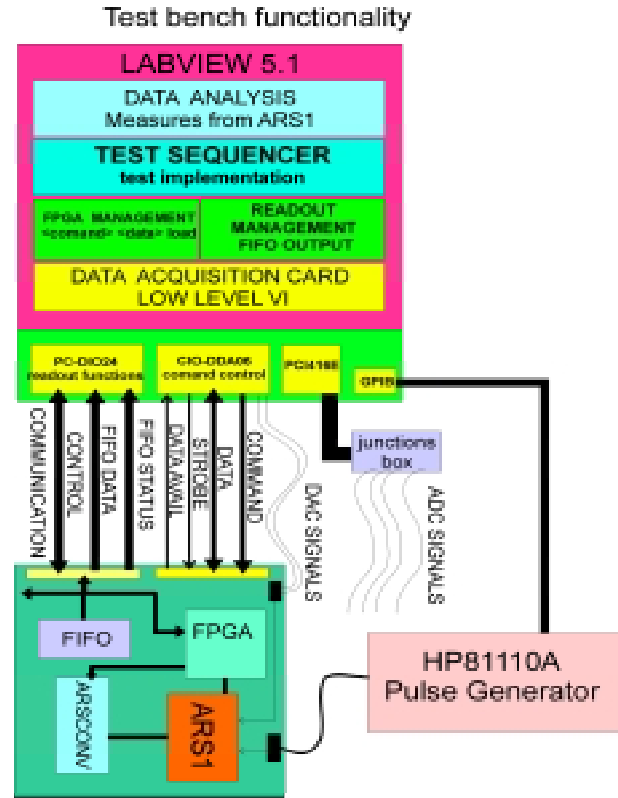 Test bench functionality
LABVIEW 5.1
DATA ANALYSIS
Measures from ARS1
TEST SEQUENCER
test implementation
FPGA MANAGEMENT
<comand> <data> load
READOUT
MANAGEMENT
FIFO OUTPUT
DATA ACQUISITION CARD
LOW LEVEL VI
PC-DIO24
readout functions
CIO-DDA06
comand control
PCI416E
GPIB
COMMUNICATION
CONTROL
FIFO DATA
FIFO STATUS
DATA AVAIL
STROBE
DATA
COMMAND
DAC SIGNALS
junctions
box
ADC SIGNALS
FIFO
FPGA
ARSCONV
ARS1
HP81110A
Pulse Generator